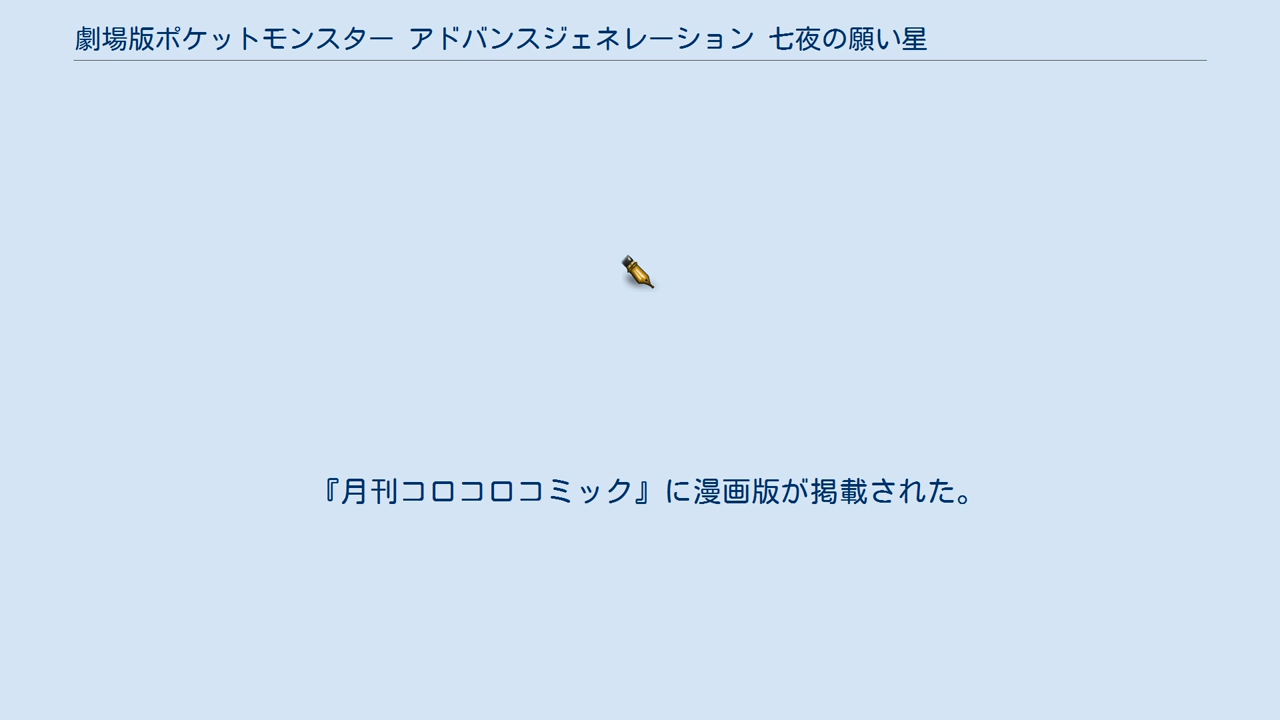 劇場版ポケットモンスター アドバンスジェネレーション 七夜の願い星
『月刊コロコロコミック』に漫画版が掲載された。